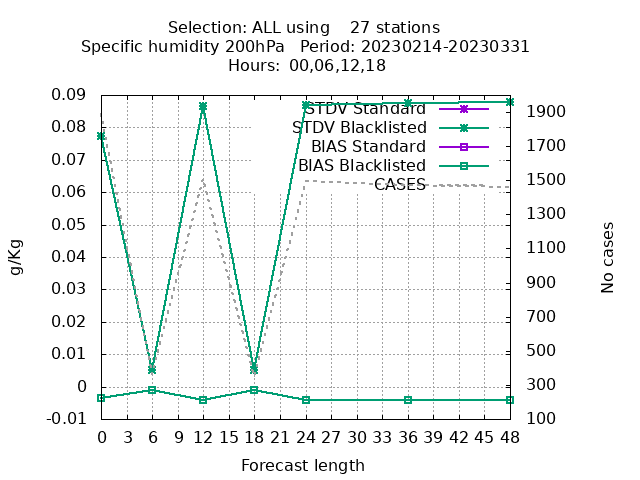 Selection: ALL using 27 stations
Specific humidity 200hPa Period: 20230214-20230331
Hours: 00,06,12,18
STDV Standard
STDV Blacklisted
BIAS Standard
BIAS Blacklisted
CASES
g/Kg
0.09
0.08
0.07
0.06
0.05
0.04
0.03
0.02
0.01
0
-0.01
1900
1700
1500
1300
1100
900
700
500
300
100
No cases
0 3 6 9 12 15 18 21 24 27 30 33 36 39 42 45 48
Forecast length